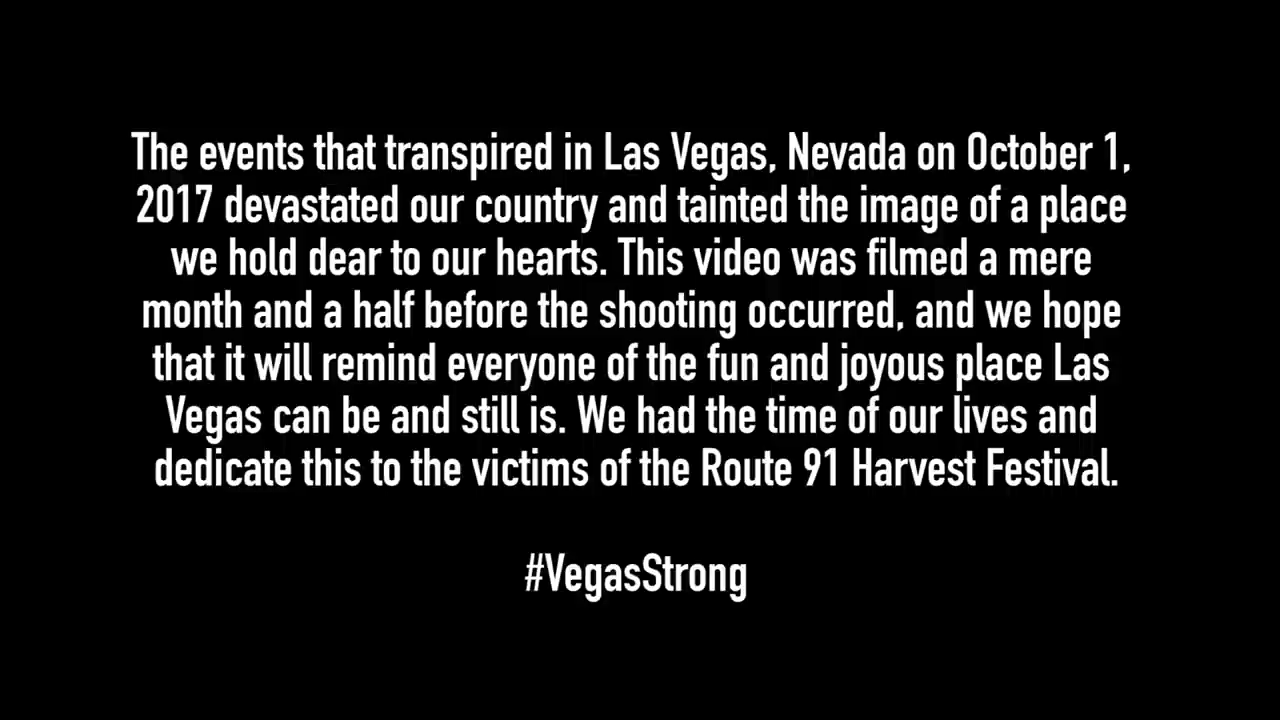 The events that transpired in Las Vegas, Nevada on October 1,
2017 devastated our country and tainted the image of a place
we hold dear to our hearts. This video was filmed a mere
month and a half before the shooting occurred, and we hope
that it will remind everyone of the fun and joyous place Las
Vegas can be and still is. We had the time of our lives and
dedicate this to the victims of the Route 91 Harvest Festival.
#VegasStrong